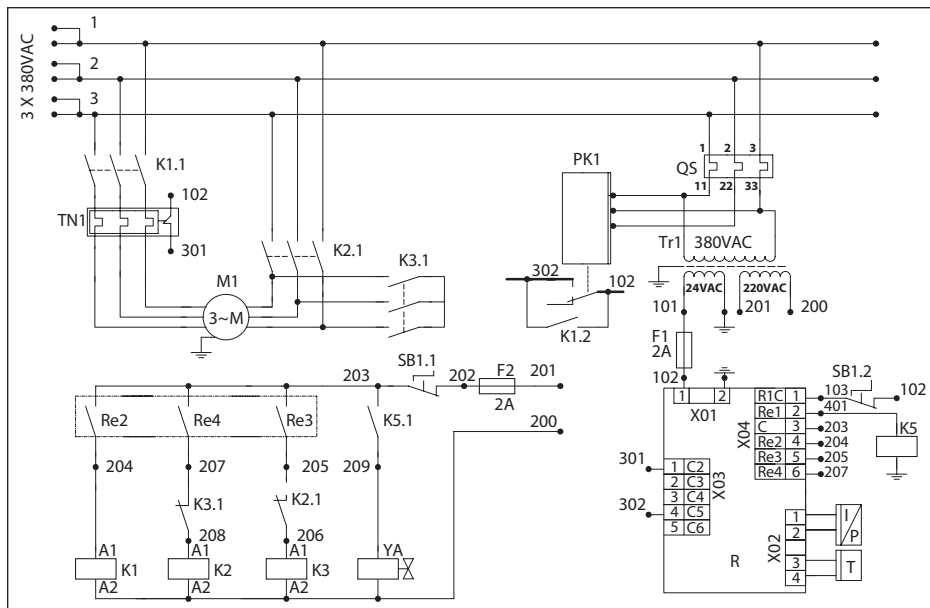 3 X 380VAC
1
2
3
K1.1
102
TN1
301
M1
3~M
K2.1
K3.1
PK1
302
102
K1.2
1 2 3
QS
11 22 33
Tr1 380VAC
24VAC 220VAC
101 201 200
F1
2A
102
203
SB1.1
202
F2
2A
201
200
Re2 Re4 Re3
K5.1
204 207 205 209
K3.1
K2.1
208 206
A1 A1 A1 YA
K1 K2 K3
A2 A2 A2
1 2
X01
SB1.2
R1C 1 103 102
Re1 2 401
C 3 203
Re2 4 204
Re3 5 205
Re4 6 207
X04
K5
301
302
1 C2
2 C3
3 C4
4 C5
5 C6
X03
R
X02
1
2
3
4
I/P
T